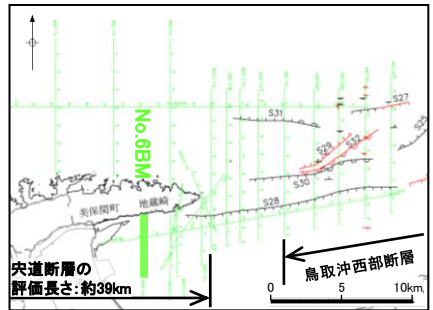 S27
S31
S25
No.6BM
S29
S32
S30
美保関町 地蔵崎
S28
宍道断層の
評価長さ：約39km
鳥取沖西部断層
0 5 10km